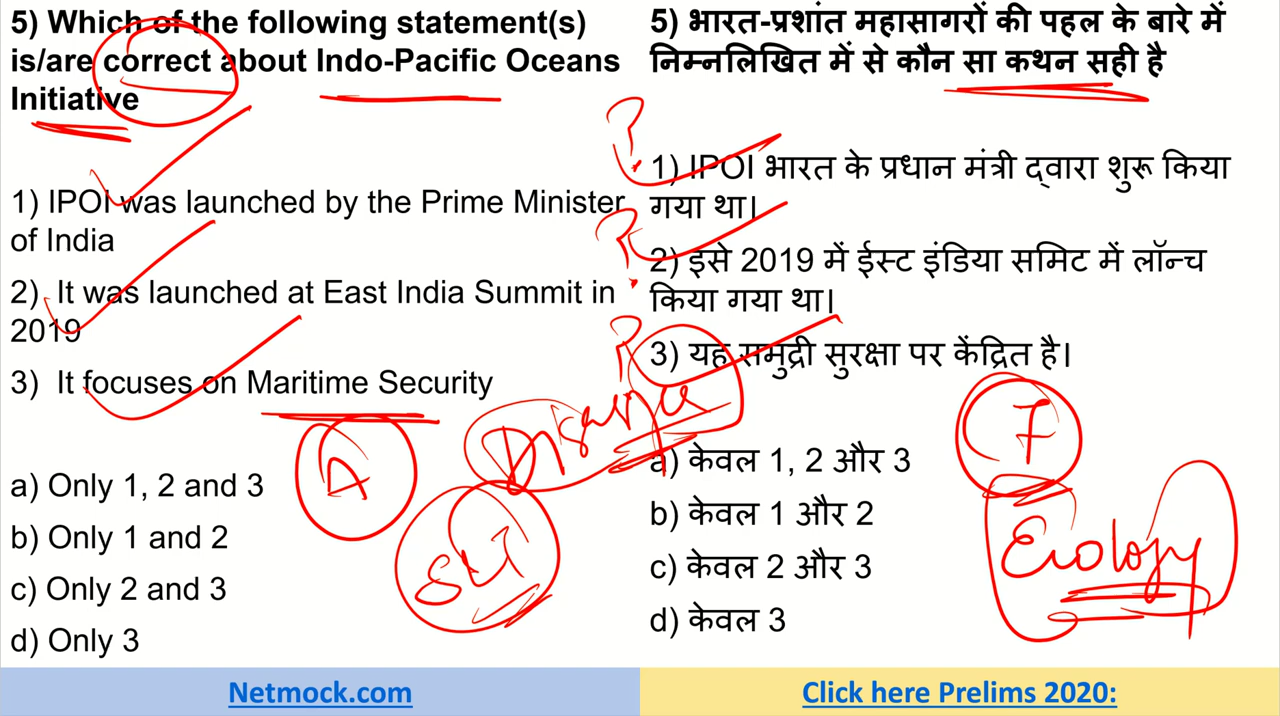 5) Which of the following statement(s)
is/are correct about Indo-Pacific Oceans
Initiative
1) IPOI was launched by the Prime Minister
of India
2) It was launched at East India Summit in
2019
3) It focuses on Maritime Security
a) Only 1, 2 and 3
b) Only 1 and 2
c) Only 2 and 3
d) Only 3
5) भारत-प्रशांत महासागरों की पहल के बारे में
निम्नलिखित में से कौन सा कथन सही है
? 1) IPOI भारत के प्रधान मंत्री द्वारा शुरू किया
गया था।
? 2) इसे 2019 में ईस्ट इंडिया समिट में लॉन्च
किया गया था।
? 3) यह समुद्री सुरक्षा पर केंद्रित है।
a) केवल 1, 2 और 3
b) केवल 1 और 2
c) केवल 2 और 3
d) केवल 3
7
Netmock.com
Click here Prelims 2020: